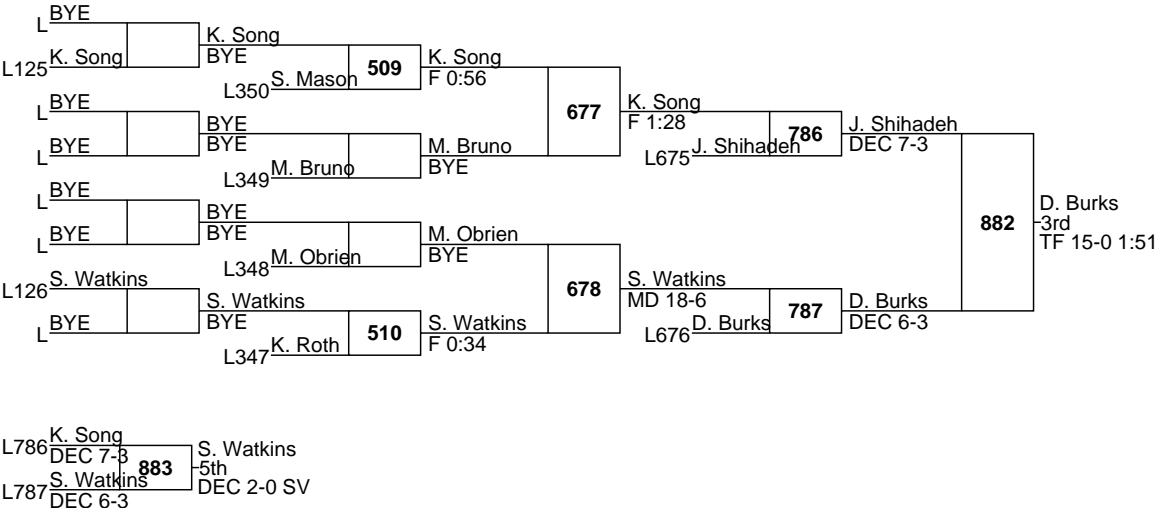 L BYE
K. Song
L125 K. Song
BYE
509
K. Song
F 0:56
L350 S. Mason
L BYE
BYE
L BYE
BYE
L349 M. Bruno
M. Bruno
BYE
677
K. Song
F 1:28
L675 J. Shihadeh
786
J. Shihadeh
DEC 7-3
L BYE
BYE
L BYE
BYE
L348 M. Obrien
M. Obrien
BYE
L126 S. Watkins
S. Watkins
L BYE
BYE
L347 K. Roth
510
S. Watkins
F 0:34
678
S. Watkins
MD 18-6
L676 D. Burks
787
D. Burks
DEC 6-3
882
D. Burks
3rd
TF 15-0 1:51
L786 K. Song
DEC 7-3
L787 S. Watkins
DEC 6-3
883
S. Watkins
5th
DEC 2-0 SV